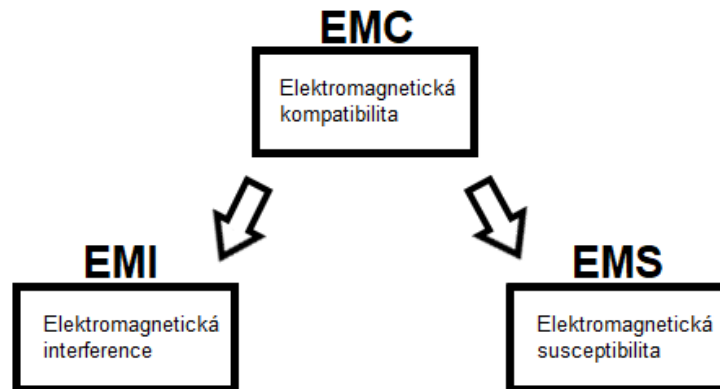 EMC
Elektromagnetická
kompatibilita
EMI
Elektromagnetická
interference
EMS
Elektromagnetická
susceptibilita